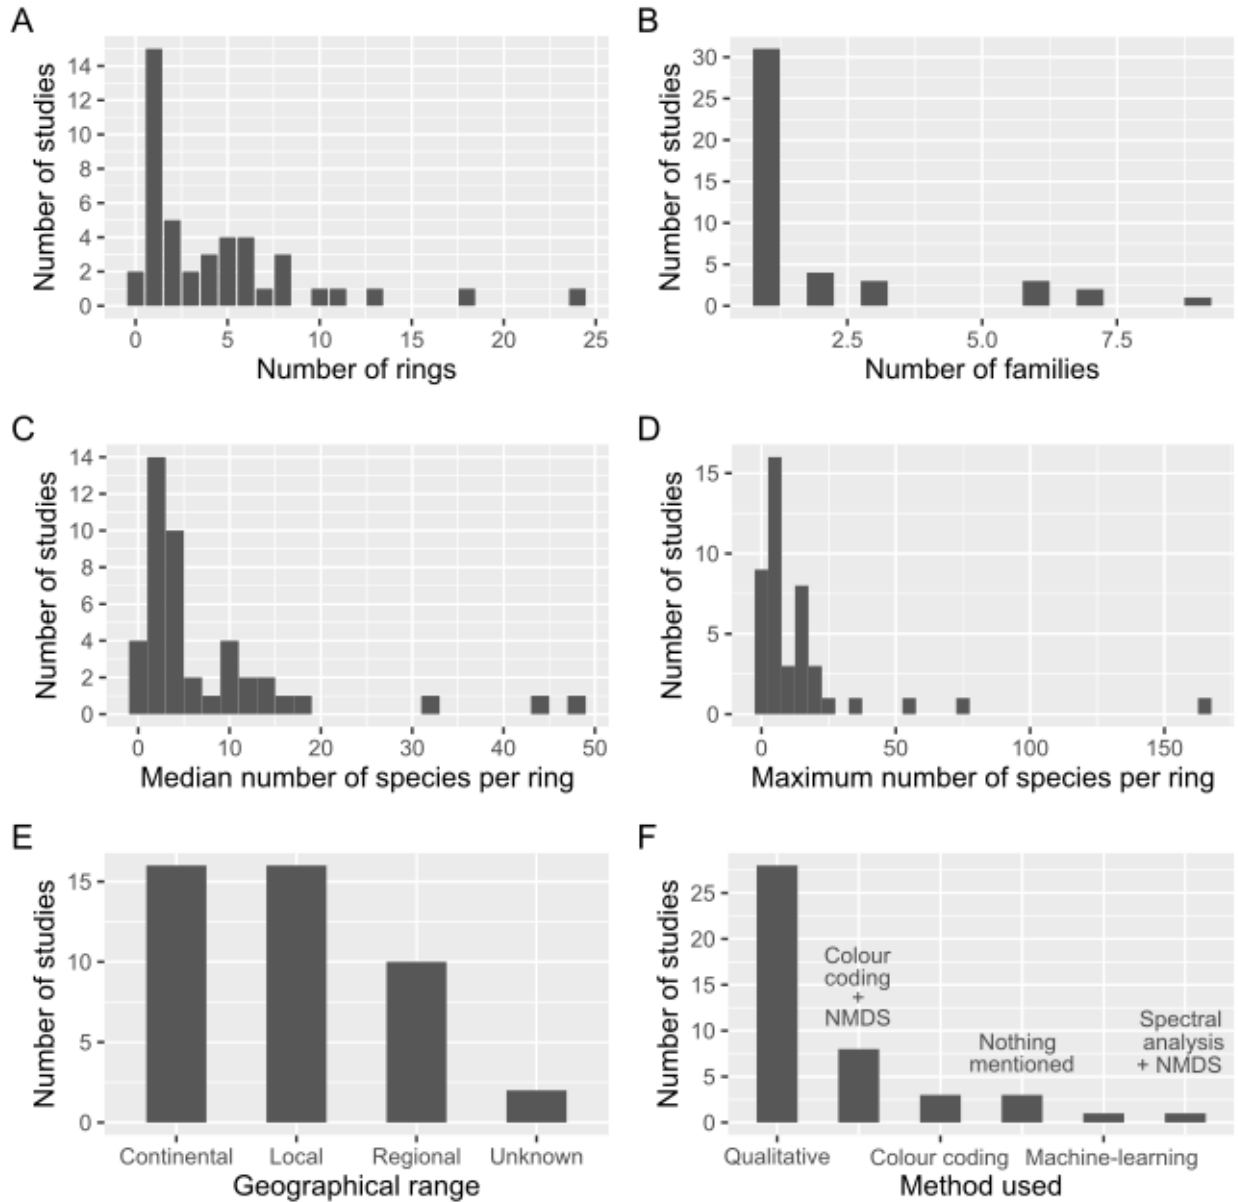 A
Number of studies
14
12
10
8
6
4
2
0
0 5 10 15 20 25
Number of rings
B
Number of studies
30
25
20
15
10
5
0
2.5 5.0 7.5
Number of families
C
Number of studies
14
12
10
8
6
4
2
0
0 10 20 30 40 50
Median number of species per ring
D
Number of studies
15
10
5
0
0 50 100 150
Maximum number of species per ring
E
Number of studies
15
10
5
0
Continental Local Regional Unknown
Geographical range
F
Number of studies
25
20
15
10
5
0
Colour
coding
+
NMDS
Nothing
mentioned
Spectral
analysis
+ NMDS
Qualitative Colour coding Machine-learning
Method used